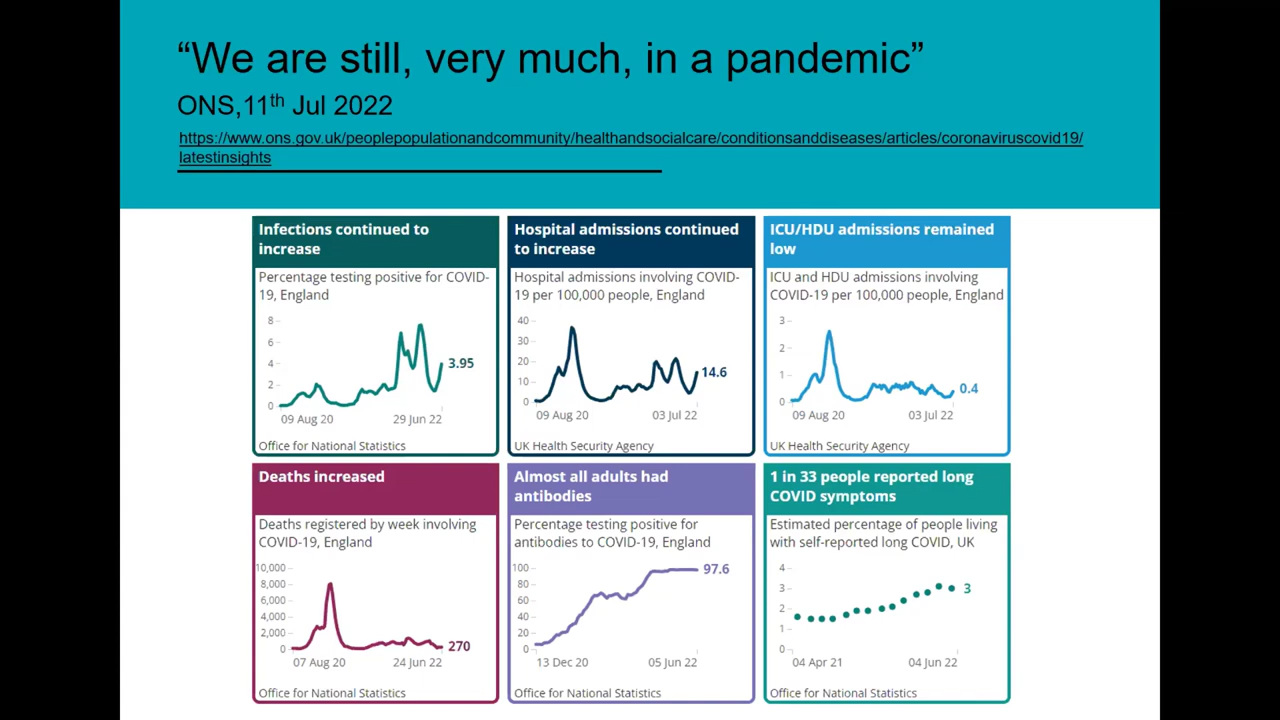 “We are still, very much, in a pandemic”
ONS,11th Jul 2022
https://www.ons.gov.uk/peoplepopulationandcommunity/healthandsocialcare/conditionsanddiseases/articles/coronaviruscovid19/
latestinsights
Infections continued to
increase
Percentage testing positive for COVID-
19, England
8
6
4
2
0
3.95
09 Aug 20
29 Jun 22
Office for National Statistics
Hospital admissions continued
to increase
Hospital admissions involving COVID-
19 per 100,000 people, England
40
30
20
10
0
14.6
09 Aug 20
03 Jul 22
UK Health Security Agency
ICU/HDU admissions remained
low
ICU and HDU admissions involving
COVID-19 per 100,000 people, England
3
2
1
0
0.4
09 Aug 20
03 Jul 22
UK Health Security Agency
Deaths increased
Deaths registered by week involving
COVID-19, England
10,000
8,000
6,000
4,000
2,000
0
270
07 Aug 20
24 Jun 22
Office for National Statistics
Almost all adults had
antibodies
Percentage testing positive for
antibodies to COVID-19, England
100
80
60
40
20
0
97.6
13 Dec 20
05 Jun 22
Office for National Statistics
1 in 33 people reported long
COVID symptoms
Estimated percentage of people living
with self-reported long COVID, UK
4
3
2
1
0
3
04 Apr 21
04 Jun 22
Office for National Statistics